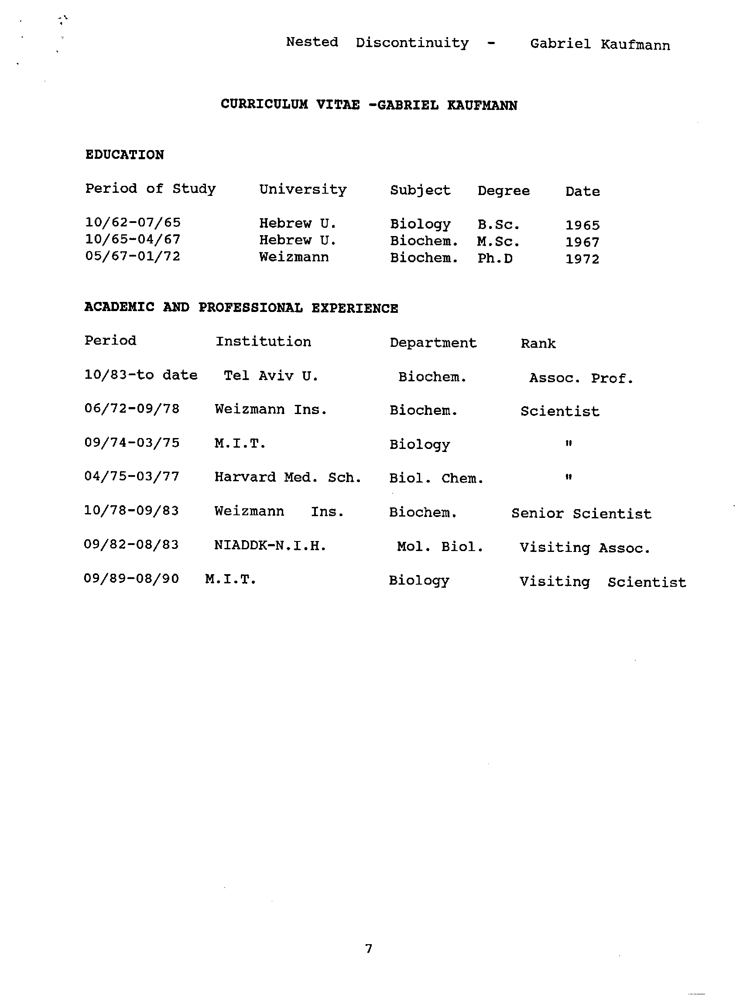 Nested Discontinuity - Gabriel Kaufmann
CURRICULUM VITAE -GABRIEL KAUFMANN
EDUCATION
Period of Study University Subject Degree Date
10/62-07/65 Hebrew U. Biology B.Sc. 1965
10/65-04/67 Hebrew U. Biochem. M.Sc. 1967
05/67-01/72 Weizmann Biochem. Ph.D 1972
ACADEMIC AND PROFESSIONAL EXPERIENCE
Period Institution Department Rank
10/83-to date Tel Aviv U. Biochem. Assoc. Prof.
06/72-09/78 Weizmann Ins. Biochem. Scientist
09/74-03/75 M.I.T. Biology "
04/75-03/77 Harvard Med. Sch. Biol. Chem. "
10/78-09/83 Weizmann Ins. Biochem. Senior Scientist
09/82-08/83 NIADDK-N.I.H. Mol. Biol. Visiting Assoc.
09/89-08/90 M.I.T. Biology Visiting Scientist
7